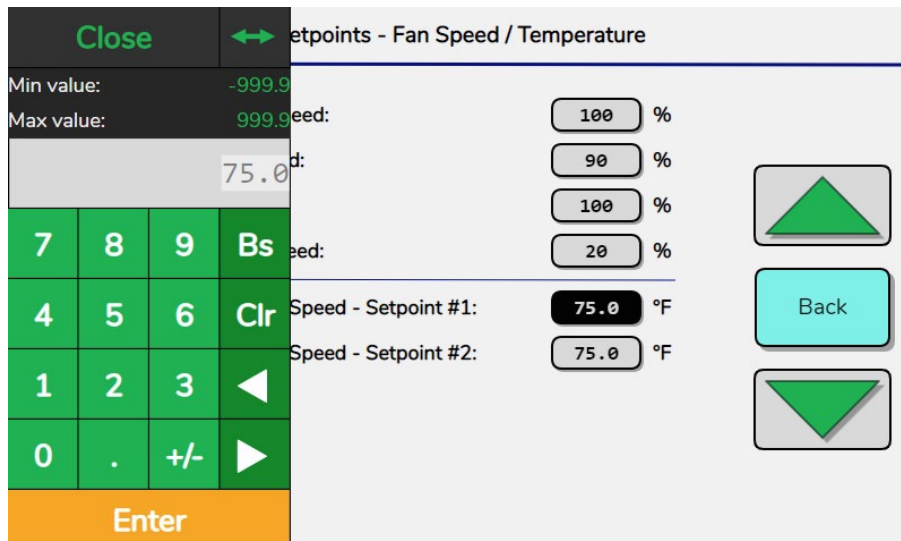 Close
etpoints - Fan Speed / Temperature
Min value: -999.9
Max value: 999.9
75.0
7 8 9 Bs
4 5 6 Clr
1 2 3
0 . +/-
Enter
eed: 100 %
d: 90 %
100 %
eed: 20 %
Speed - Setpoint #1: 75.0 °F
Speed - Setpoint #2: 75.0 °F
Back